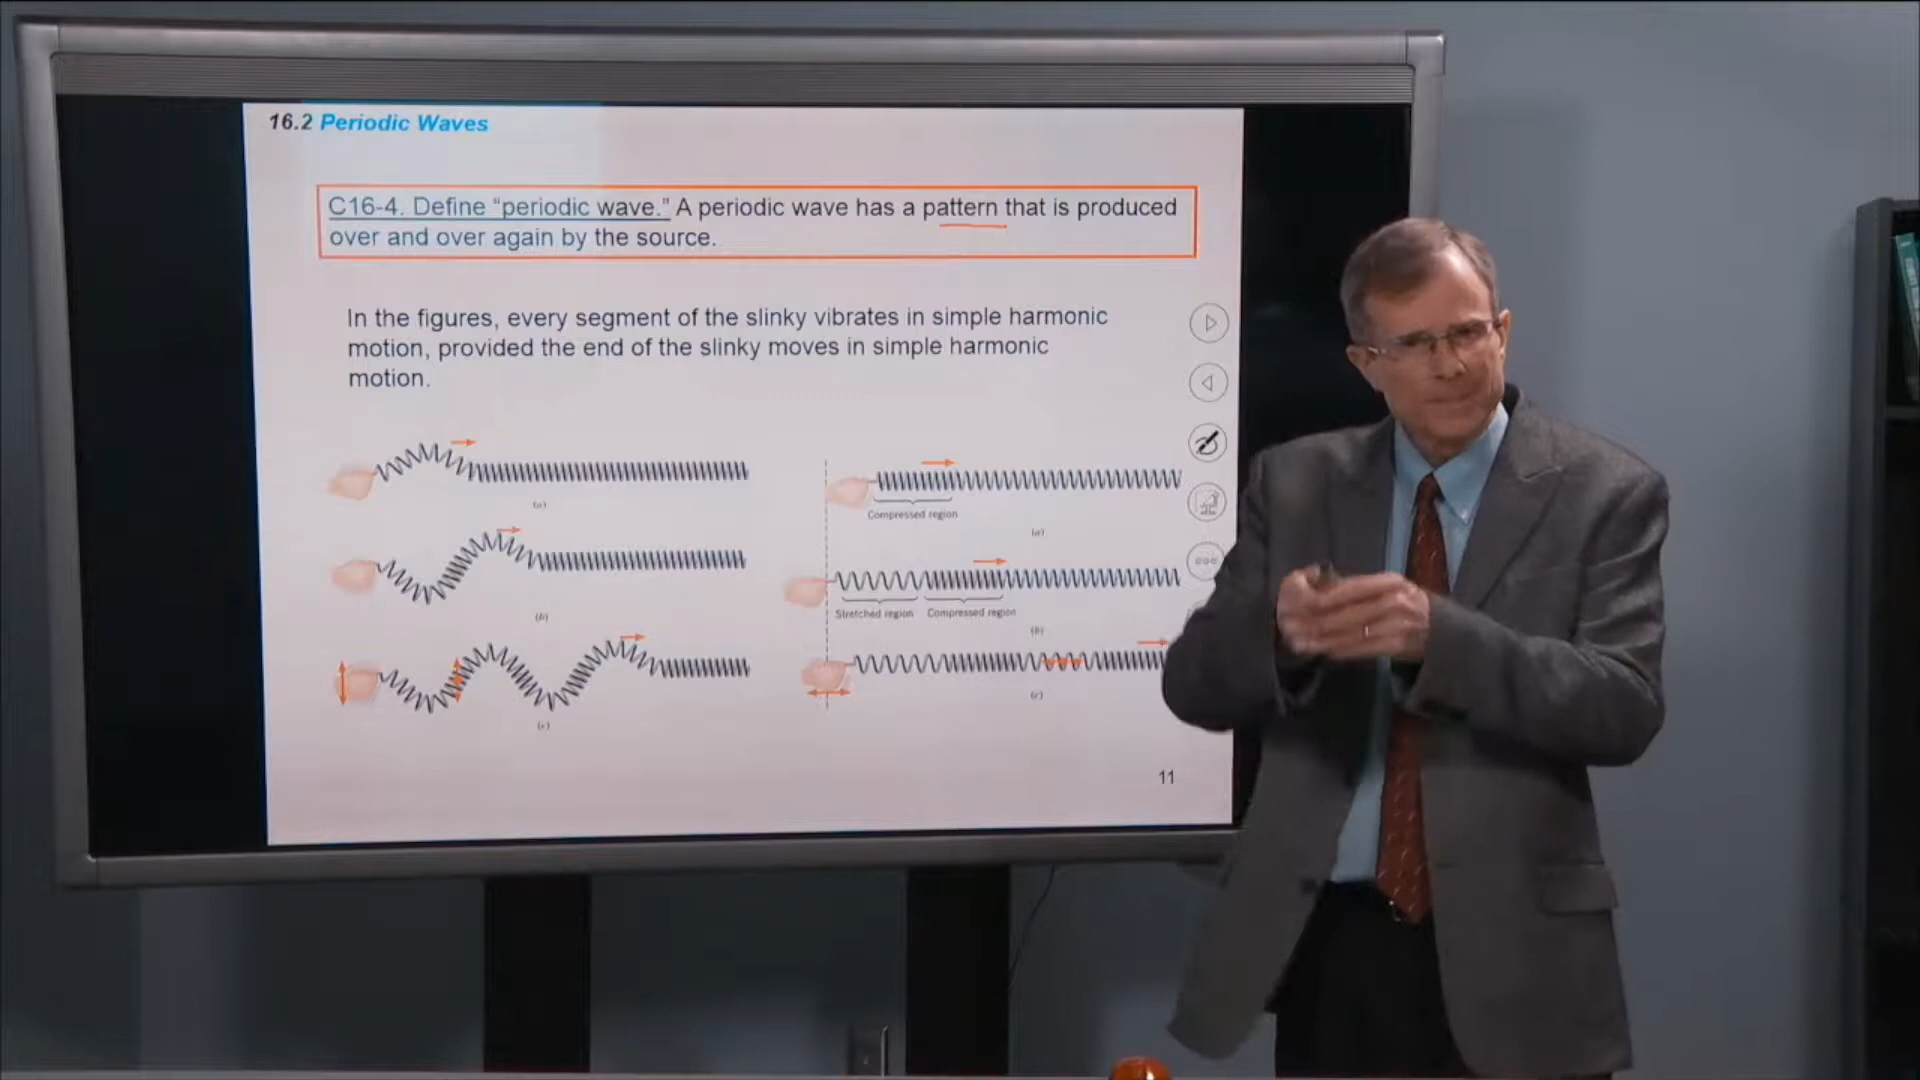 16.2 Periodic Waves
C16-4. Define “periodic wave.” A periodic wave has a pattern that is produced
over and over again by the source.
In the figures, every segment of the slinky vibrates in simple harmonic
motion, provided the end of the slinky moves in simple harmonic
motion.
(a)
(b)
(c)
Compressed region
(a)
Stretched region Compressed region
(b)
(c)
11